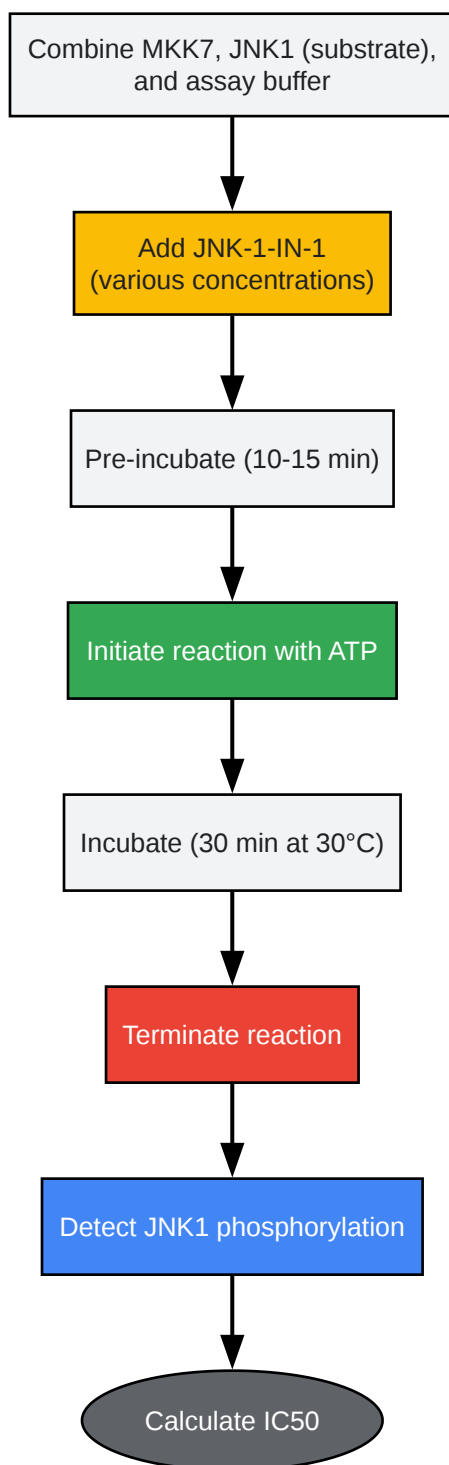 Combine MKK7, JNK1 (substrate),
and assay buffer
Add JNK-1-IN-1
(various concentrations)
Pre-incubate (10-15 min)
Initiate reaction with ATP
Incubate (30 min at 30°C)
Terminate reaction
Detect JNK1 phosphorylation
Calculate IC50